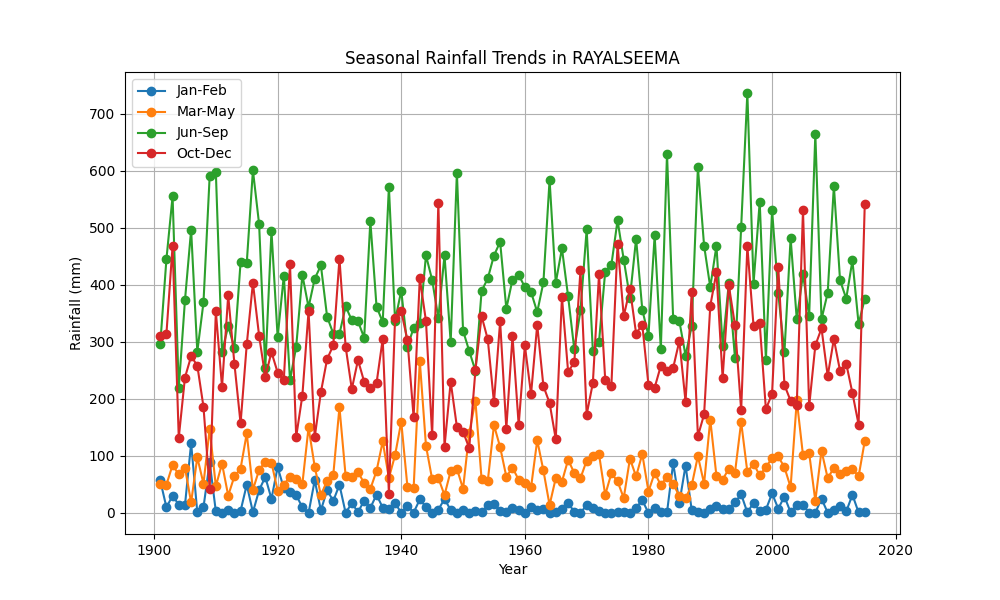 Seasonal Rainfall Trends in RAYALSEEMA
Jan-Feb
Mar-May
Jun-Sep
Oct-Dec
700
600
500
400
300
200
100
0
Rainfall (mm)
1900 1920 1940 1960 1980 2000 2020
Year